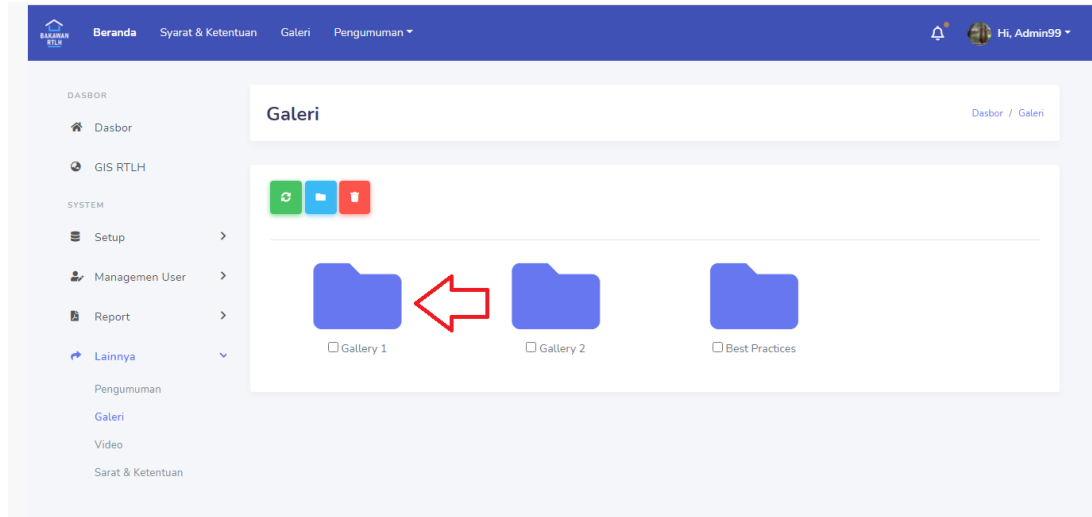 BAKAWAN
RTLH
Beranda Syarat & Ketentuan Galeri Pengumuman Hi, Admin99
DASBOR
Dasbor
GIS RTLH
SYSTEM
Setup
Managemen User
Report
Lainnya
Pengumuman
Galeri
Video
Sarat & Ketentuan
Galeri
Dasbor / Galeri
Gallery 1 Gallery 2 Best Practices